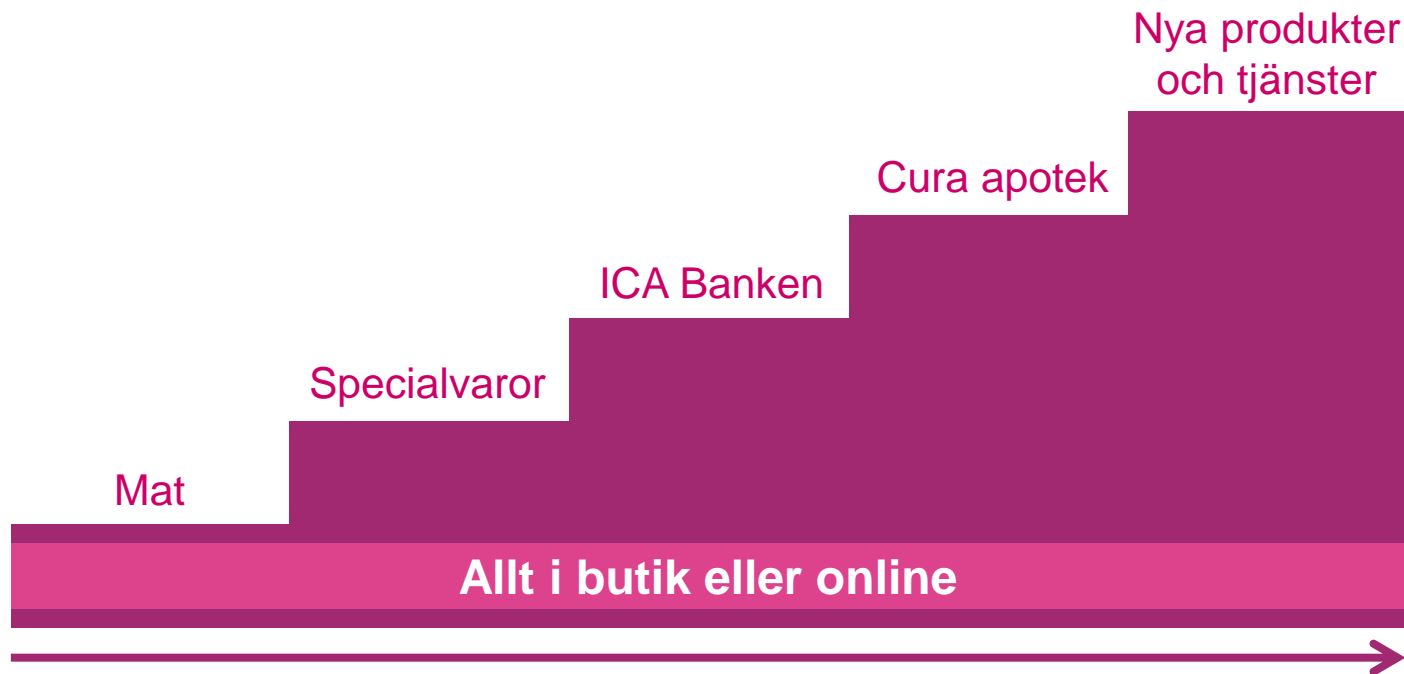 Nya produkter
och tjänster
Cura apotek
ICA Banken
Specialvaror
Mat
Allt i butik eller online